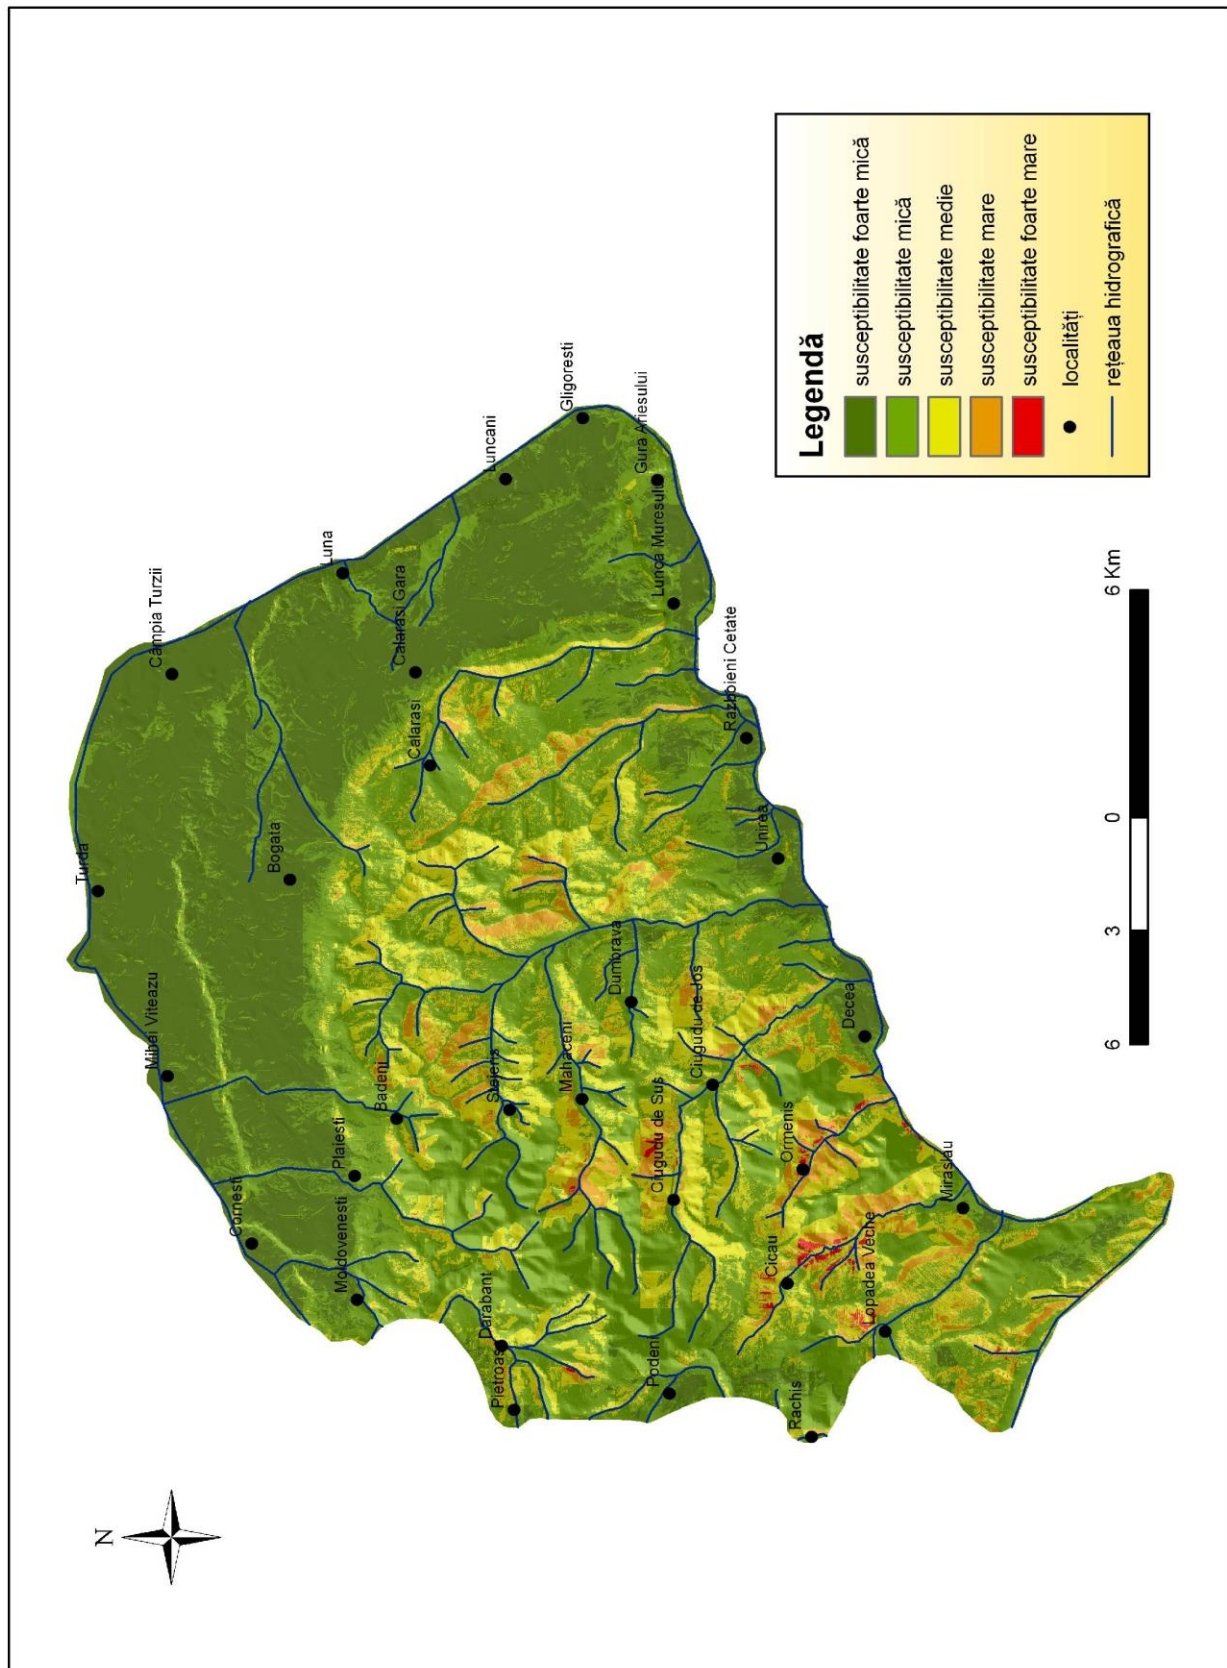 N
Turda
Mihai Viteazu
Câmpia Turzii
Cornesti
Bogata
Luna
Plaiesti
Moldovenesti
Badeni
Calarasi Gara
Calarasi
Darabant
Luncani
Stejeris
Pietroasa
Mahaceni
Gligoresti
Dumbrava
Gura Ariesului
Podeni
Ciugudu de Sus
Lunca Muresului
Ciugudu de Jos
Razboieni Cetate
Unirea
Cicau
Ormenis
Rachis
Decea
Lopadea Veche
Miraslau
6 3 0 6 Km
Legendă
susceptibilitate foarte mică
susceptibilitate mică
susceptibilitate medie
susceptibilitate mare
susceptibilitate foarte mare
localități
rețeaua hidrografică